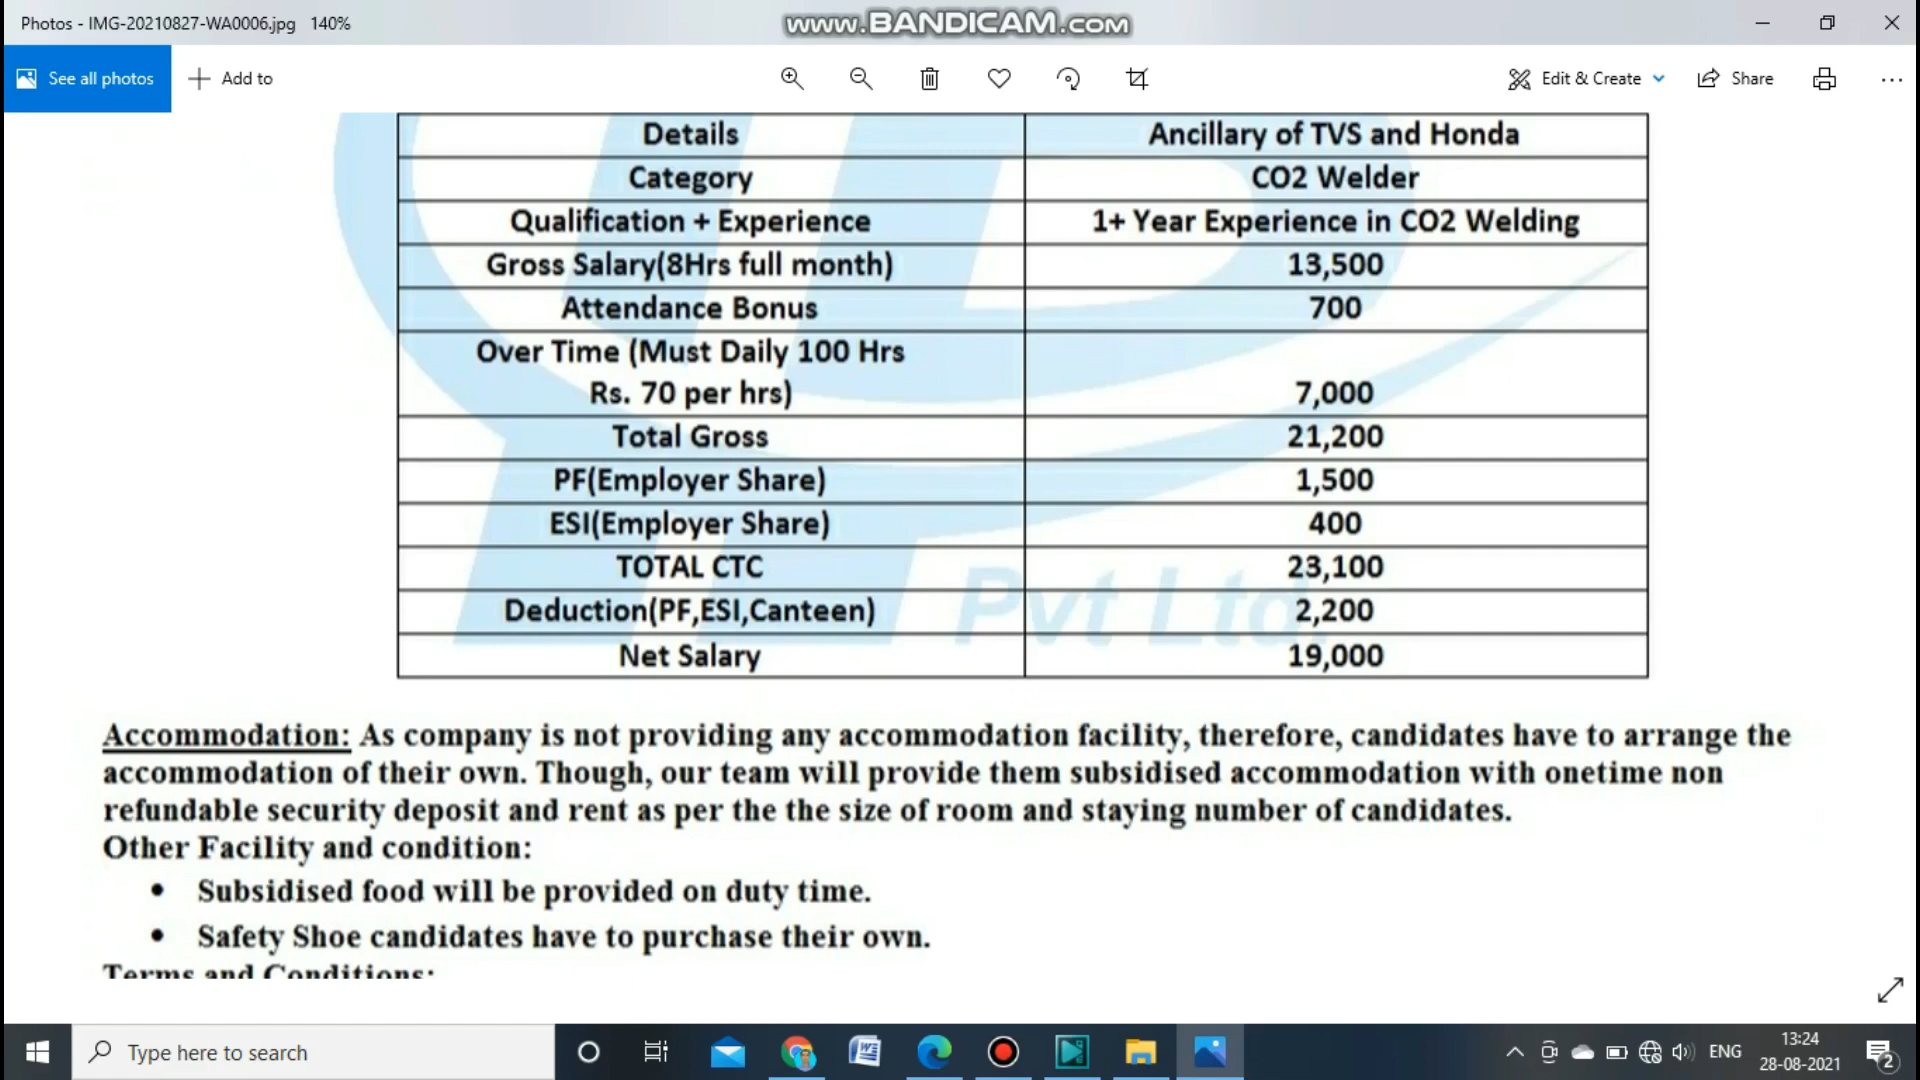 Photos - IMG-20210827-WA0006.jpg 140%
www.BANDICAM.com
See all photos
Add to
Edit & Create
Share
Details Ancillary of TVS and Honda
Category CO2 Welder
Qualification + Experience 1+ Year Experience in CO2 Welding
Gross Salary(8Hrs full month) 13,500
Attendance Bonus 700
Over Time (Must Daily 100 Hrs
Rs. 70 per hrs) 7,000
Total Gross 21,200
PF(Employer Share) 1,500
ESI(Employer Share) 400
TOTAL CTC 23,100
Deduction(PF,ESI,Canteen) 2,200
Net Salary 19,000
Pvt Ltd.
Accommodation: As company is not providing any accommodation facility, therefore, candidates have to arrange the
accommodation of their own. Though, our team will provide them subsidised accommodation with onetime non
refundable security deposit and rent as per the the size of room and staying number of candidates.
Other Facility and condition:
• Subsidised food will be provided on duty time.
• Safety Shoe candidates have to purchase their own.
Terms and Conditions:
Type here to search
ENG
13:24
28-08-2021
2